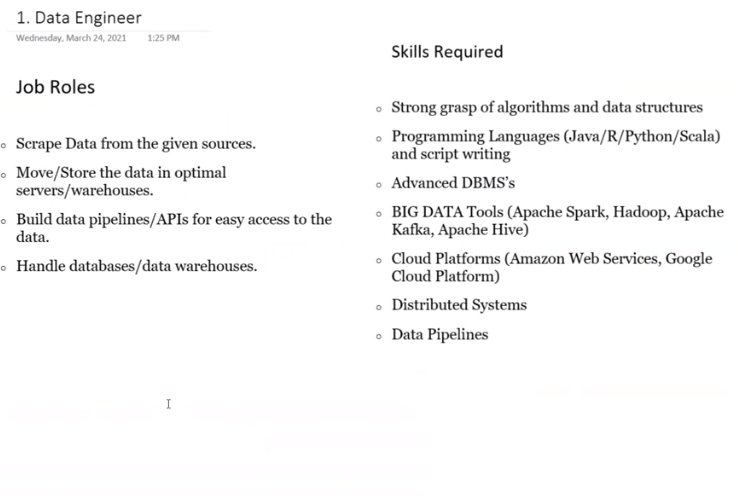 1. Data Engineer
Wednesday, March 24, 2021 1:25 PM
Job Roles
○ Scrape Data from the given sources.
○ Move/Store the data in optimal
servers/warehouses.
○ Build data pipelines/APIs for easy access to the
data.
○ Handle databases/data warehouses.
Skills Required
○ Strong grasp of algorithms and data structures
○ Programming Languages (Java/R/Python/Scala)
and script writing
○ Advanced DBMS’s
○ BIG DATA Tools (Apache Spark, Hadoop, Apache
Kafka, Apache Hive)
○ Cloud Platforms (Amazon Web Services, Google
Cloud Platform)
○ Distributed Systems
○ Data Pipelines